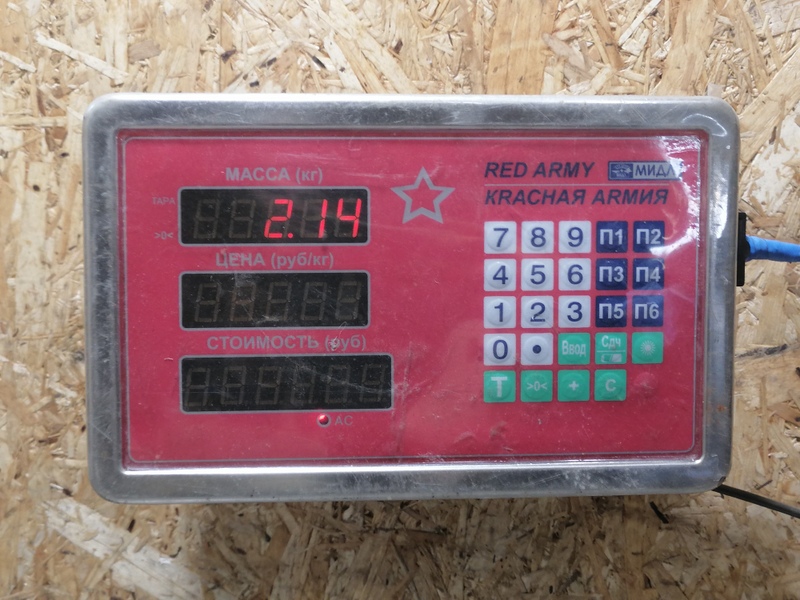 МАССА (кг)
ТАРА
>0<
2.14
ЦЕНА (руб/кг)
СТОИМОСТЬ (руб)
AC
RED ARMY МИДЛ
КRАСНАЯ АRМИЯ
7 8 9 П1 П2
4 5 6 П3 П4
1 2 3 П5 П6
0 • Ввод Сдч
T >0< + C